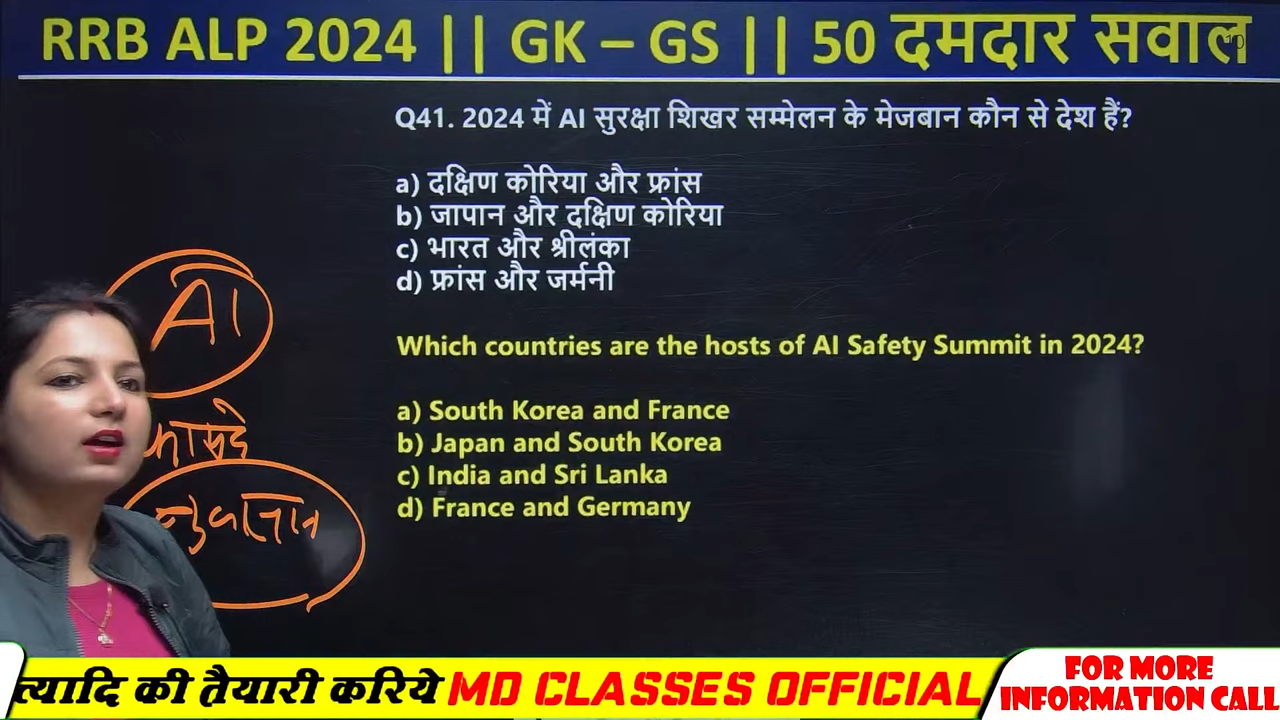 RRB ALP 2024 || GK – GS || 50 दमदार सवाल
10
Q41. 2024 में AI सुरक्षा शिखर सम्मेलन के मेजबान कौन से देश हैं?
a) दक्षिण कोरिया और फ्रांस
b) जापान और दक्षिण कोरिया
c) भारत और श्रीलंका
d) फ्रांस और जर्मनी
Which countries are the hosts of AI Safety Summit in 2024?
a) South Korea and France
b) Japan and South Korea
c) India and Sri Lanka
d) France and Germany
AI
नुकसान
त्यादि की तैयारी करिये MD CLASSES OFFICIAL
FOR MORE
INFORMATION CALL